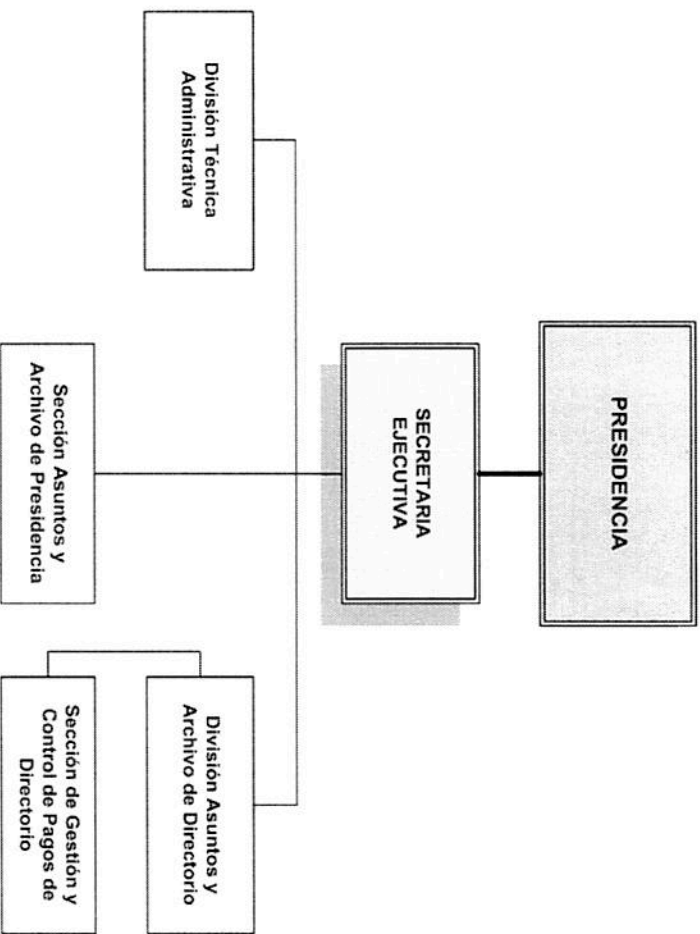 PRESIDENCIA
SECRETARIA
EJECUTIVA
División Técnica
Administrativa
Sección Asuntos y
Archivo de Presidencia
División Asuntos y
Archivo de Directorio
Sección de Gestión y
Control de Pagos de
Directorio